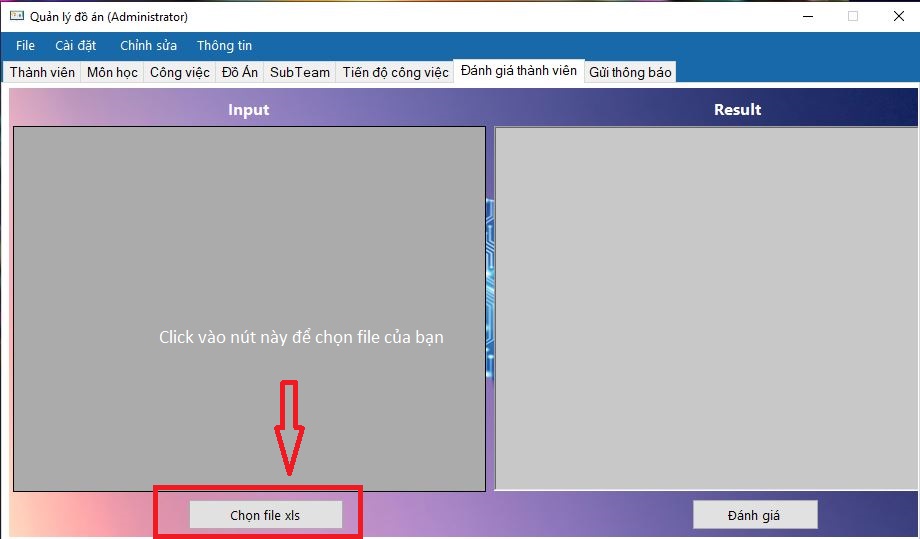 Quản lý đồ án (Administrator)
File Cài đặt Chỉnh sửa Thông tin
Thành viên Môn học Công việc Đồ Án SubTeam Tiến độ công việc Đánh giá thành viên Gửi thông báo
Input Result
Click vào nút này để chọn file của bạn
Chọn file xls Đánh giá